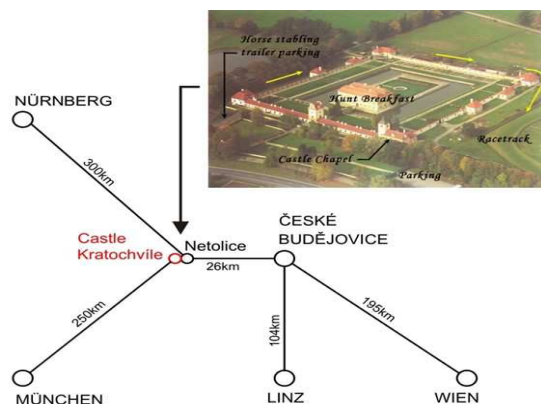 Horse stabling
trailer parking
Hunt Breakfast
Racetrack
Castle Chapel
Parking
NÜRNBERG
300km
ČESKÉ
BUDĚJOVICE
Castle
Kratochvíle
Netolice
26km
250km
104km
195km
MÜNCHEN
LINZ
WIEN